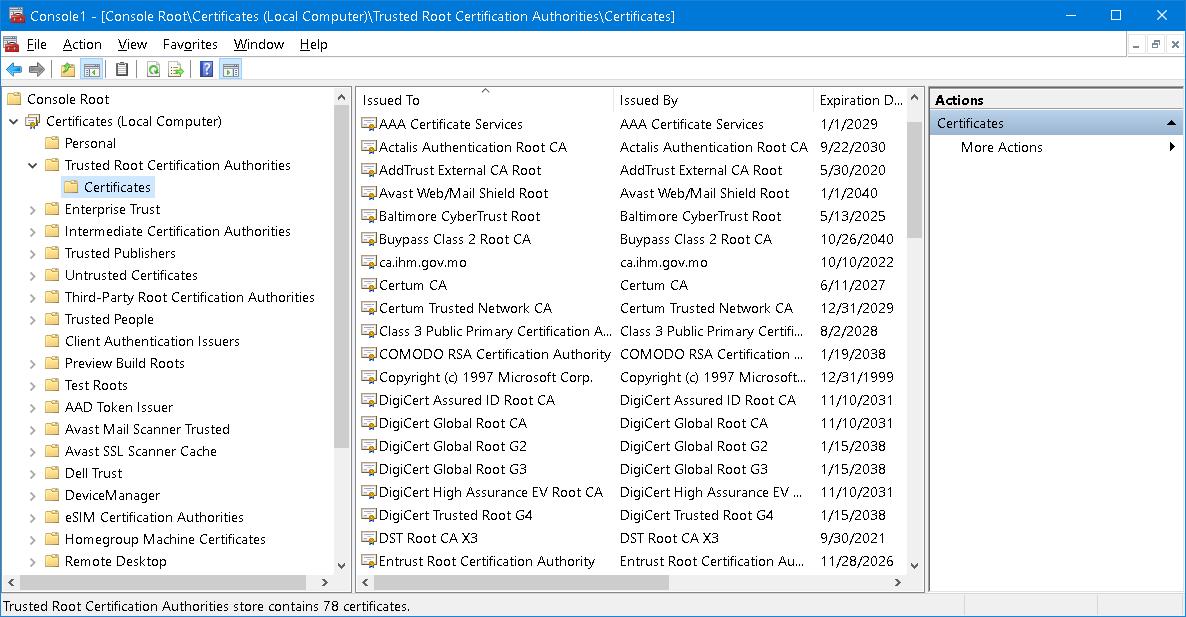 Console1 - [Console Root\Certificates (Local Computer)\Trusted Root Certification Authorities\Certificates]
File Action View Favorites Window Help
Console Root
Certificates (Local Computer)
Personal
Trusted Root Certification Authorities
Certificates
Enterprise Trust
Intermediate Certification Authorities
Trusted Publishers
Untrusted Certificates
Third-Party Root Certification Authorities
Trusted People
Client Authentication Issuers
Preview Build Roots
Test Roots
AAD Token Issuer
Avast Mail Scanner Trusted
Avast SSL Scanner Cache
Dell Trust
DeviceManager
eSIM Certification Authorities
Homegroup Machine Certificates
Remote Desktop
Issued To Issued By Expiration D...
AAA Certificate Services AAA Certificate Services 1/1/2029
Actalis Authentication Root CA Actalis Authentication Root CA 9/22/2030
AddTrust External CA Root AddTrust External CA Root 5/30/2020
Avast Web/Mail Shield Root Avast Web/Mail Shield Root 1/1/2040
Baltimore CyberTrust Root Baltimore CyberTrust Root 5/13/2025
Buypass Class 2 Root CA Buypass Class 2 Root CA 10/26/2040
ca.ihm.gov.mo ca.ihm.gov.mo 10/10/2022
Certum CA Certum CA 6/11/2027
Certum Trusted Network CA Certum Trusted Network CA 12/31/2029
Class 3 Public Primary Certification A... Class 3 Public Primary Certifi... 8/2/2028
COMODO RSA Certification Authority COMODO RSA Certification ... 1/19/2038
Copyright (c) 1997 Microsoft Corp. Copyright (c) 1997 Microsoft... 12/31/1999
DigiCert Assured ID Root CA DigiCert Assured ID Root CA 11/10/2031
DigiCert Global Root CA DigiCert Global Root CA 11/10/2031
DigiCert Global Root G2 DigiCert Global Root G2 1/15/2038
DigiCert Global Root G3 DigiCert Global Root G3 1/15/2038
DigiCert High Assurance EV Root CA DigiCert High Assurance EV ... 11/10/2031
DigiCert Trusted Root G4 DigiCert Trusted Root G4 1/15/2038
DST Root CA X3 DST Root CA X3 9/30/2021
Entrust Root Certification Authority Entrust Root Certification Au... 11/28/2026
Actions
Certificates
More Actions
Trusted Root Certification Authorities store contains 78 certificates.